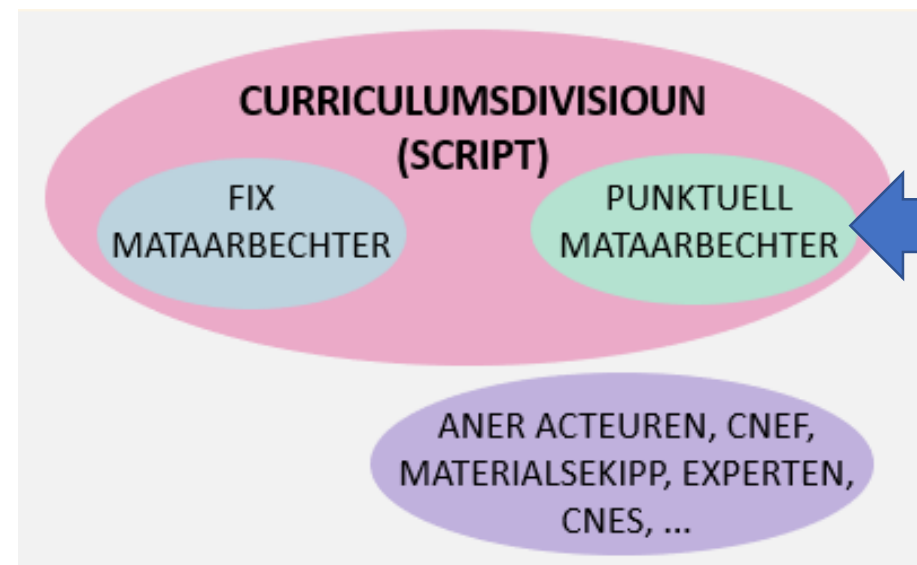 CURRICULUMSDIVISIOUN
(SCRIPT)
FIX
MATAARBECHTER
PUNKTUELL
MATAARBECHTER
ANER ACTEUREN, CNEF,
MATERIALSEKIPP, EXPERTEN,
CNES, ...